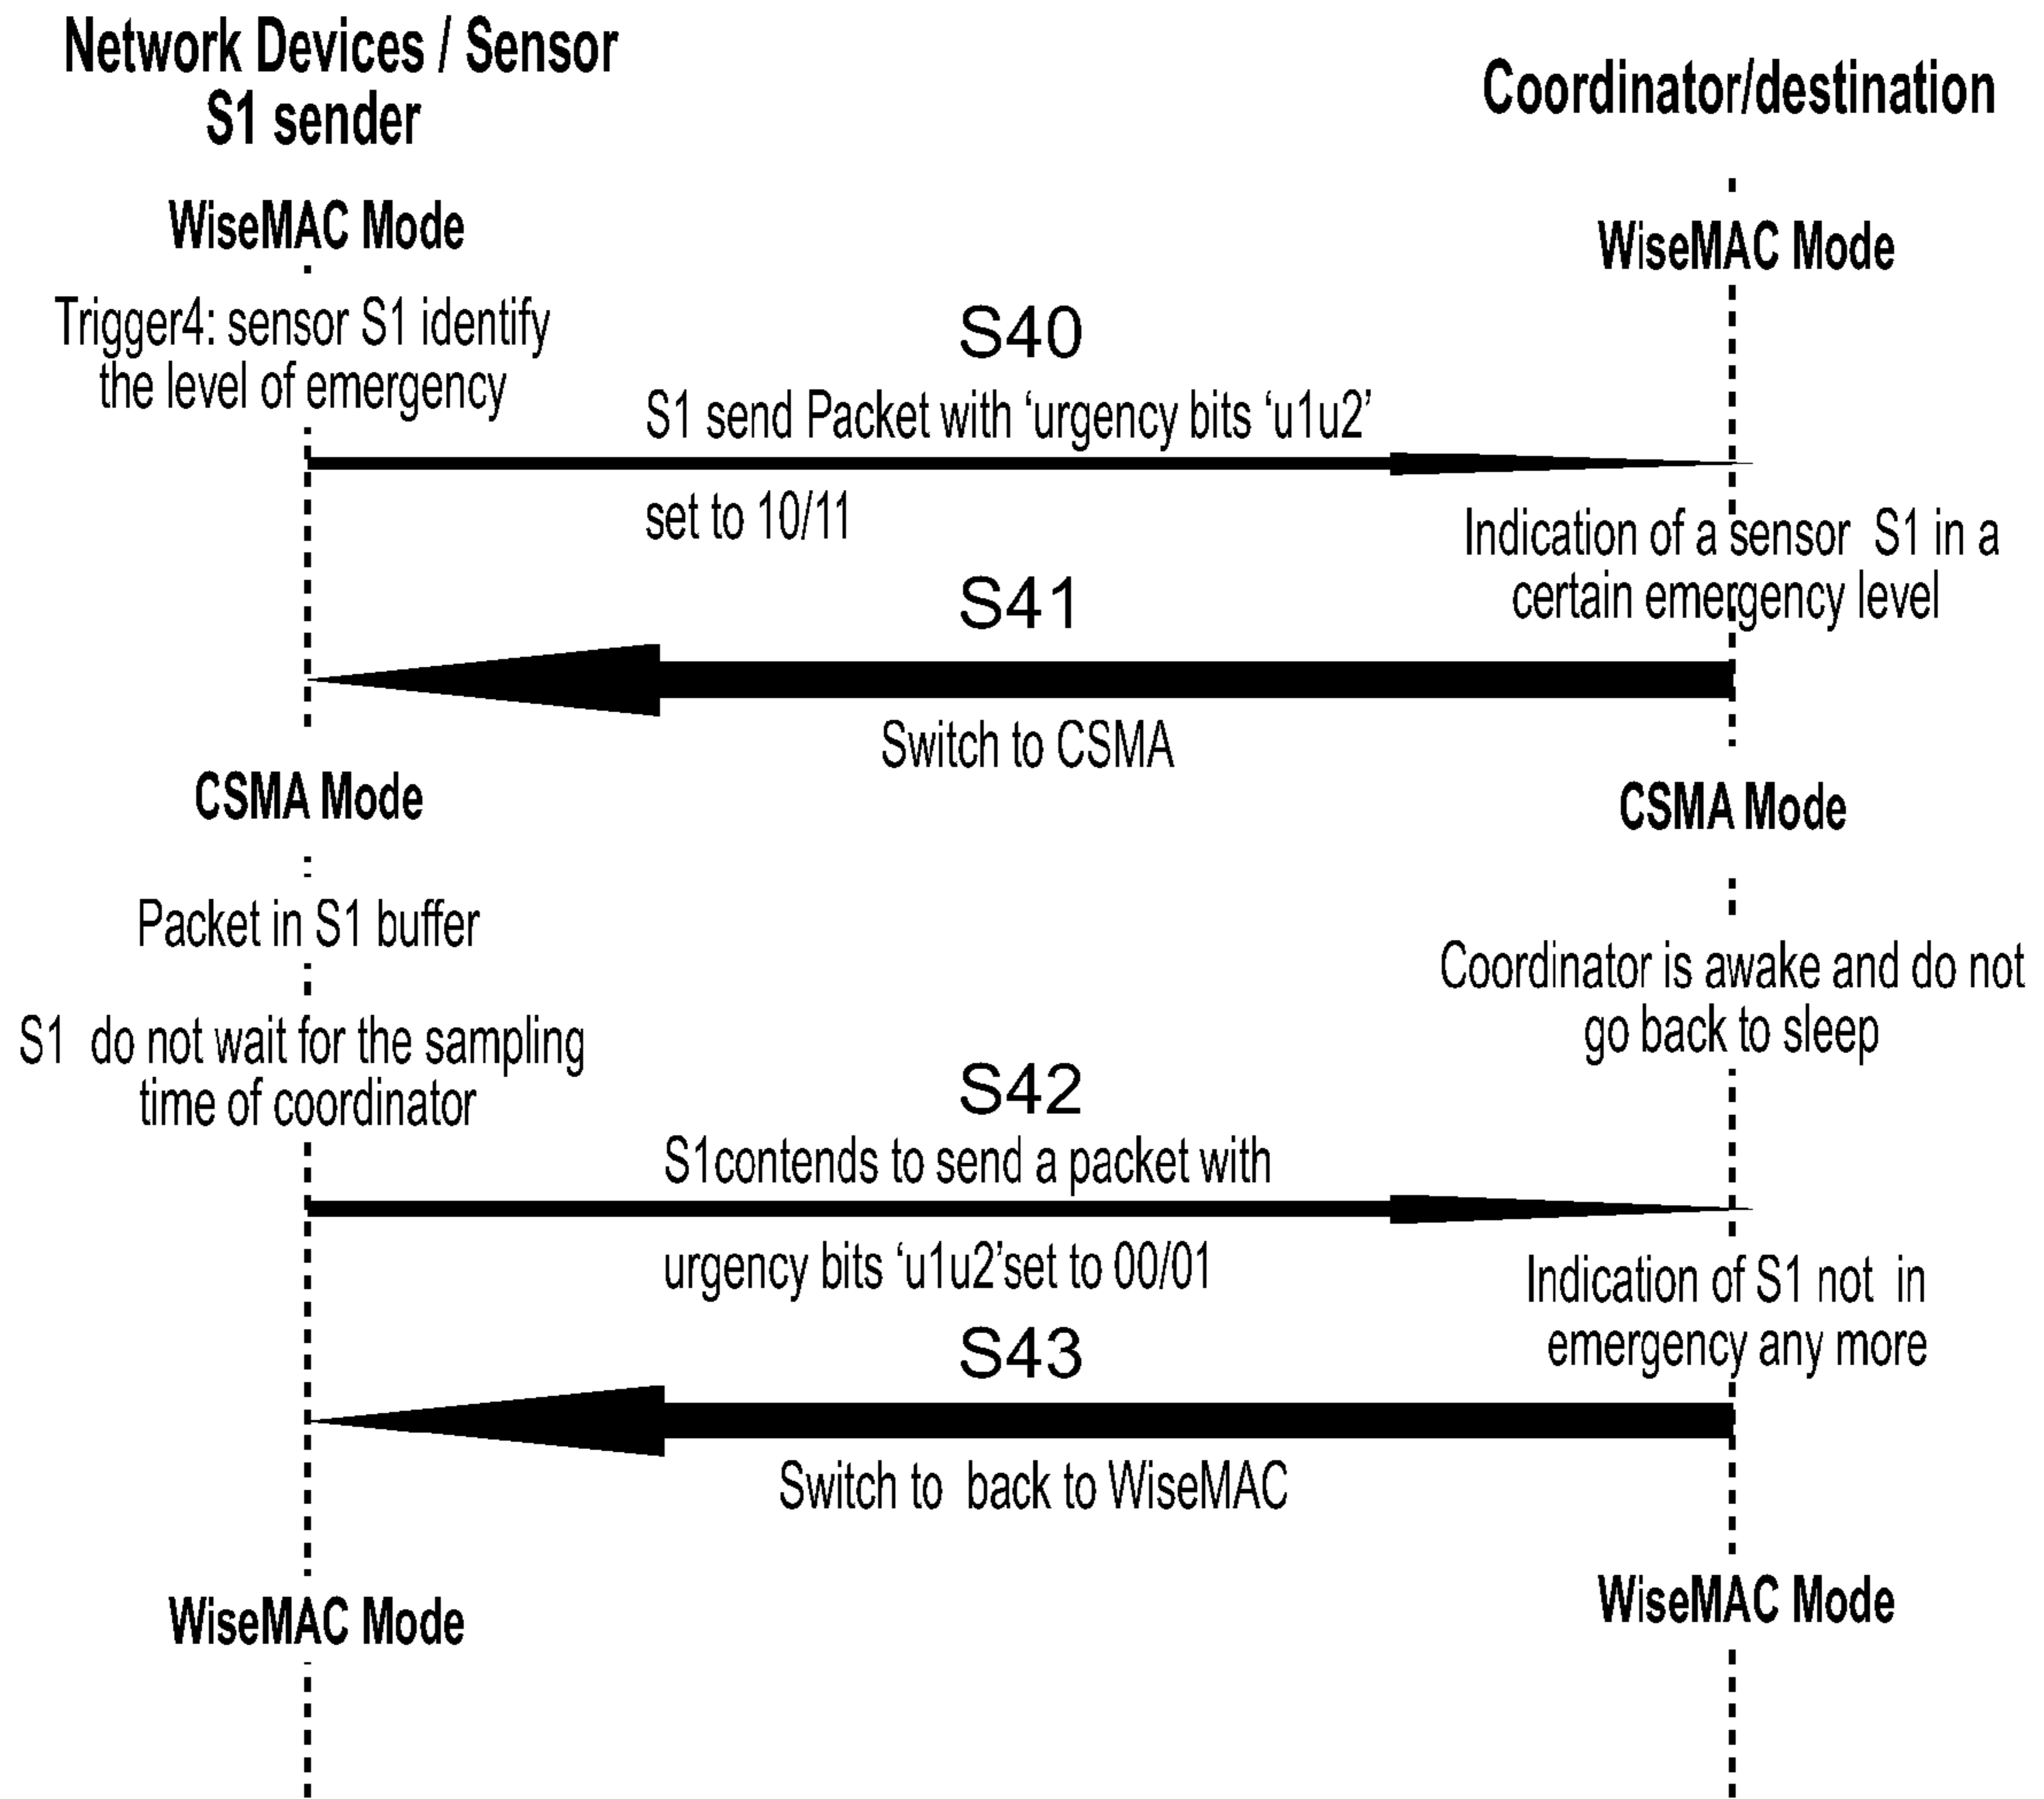 Network Devices / Sensor
S1 sender
Coordinator/destination
WiseMAC Mode
WiseMAC Mode
Trigger4: sensor S1 identify
the level of emergency
S40
S1 send Packet with ‘urgency bits ‘u1u2’
set to 10/11
Indication of a sensor S1 in a
certain emergency level
S41
Switch to CSMA
CSMA Mode
CSMA Mode
Packet in S1 buffer
Coordinator is awake and do not
go back to sleep
S1 do not wait for the sampling
time of coordinator
S42
S1contends to send a packet with
urgency bits ‘u1u2’set to 00/01
Indication of S1 not in
emergency any more
S43
Switch to back to WiseMAC
WiseMAC Mode
WiseMAC Mode